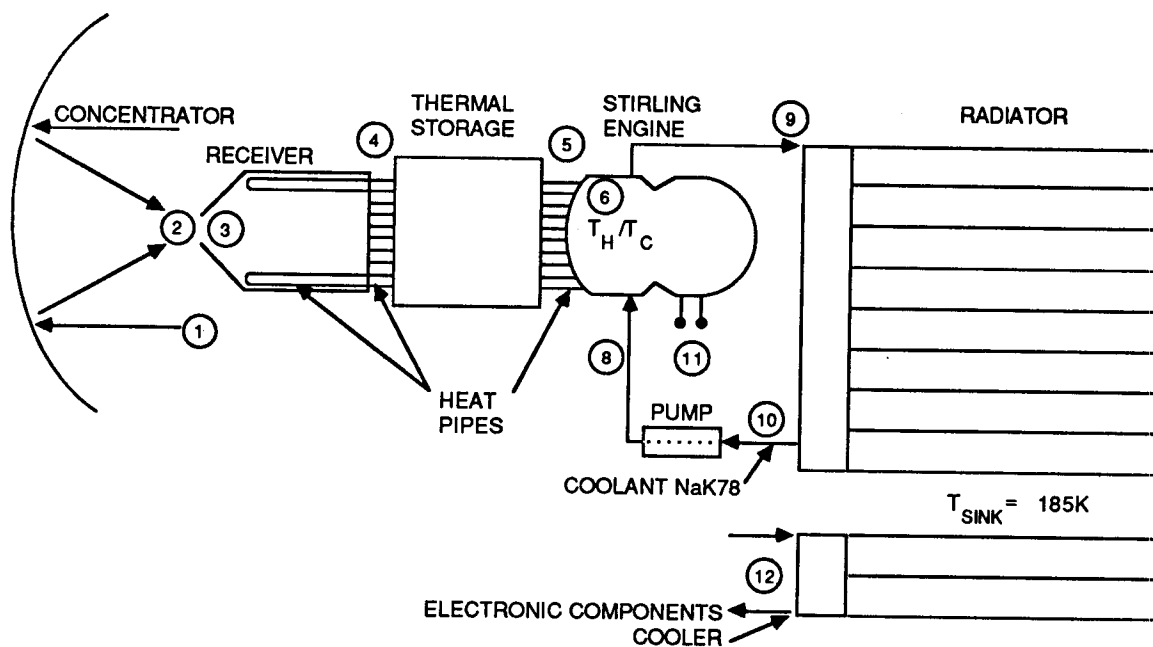 CONCENTRATOR
RECEIVER
THERMAL
STORAGE
STIRLING
ENGINE
RADIATOR
1
2
3
4
5
6
T_H/T_C
8
9
10
11
12
HEAT
PIPES
PUMP
COOLANT NaK78
T_SINK = 185K
ELECTRONIC COMPONENTS
COOLER